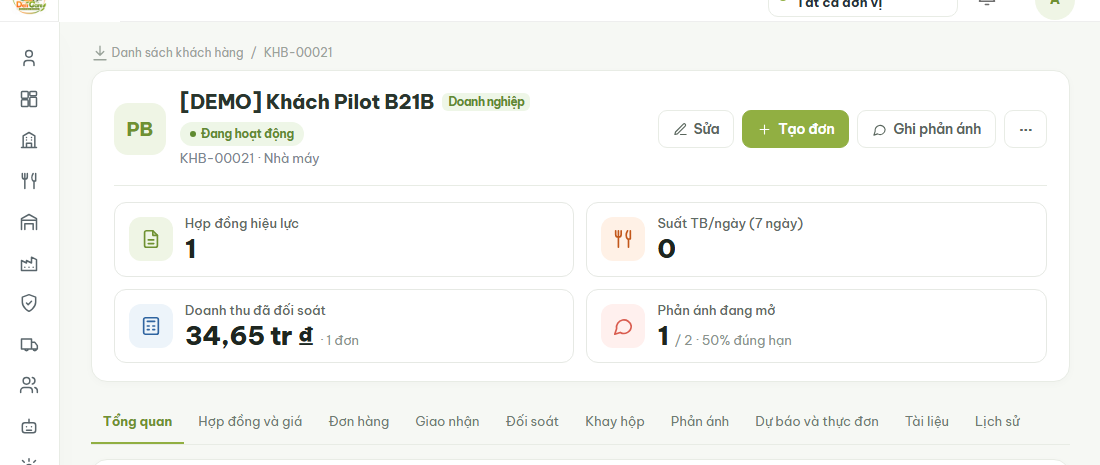 Tất cả đơn vị
A
Danh sách khách hàng / KHB-00021
PB
[DEMO] Khách Pilot B21B Doanh nghiệp
Đang hoạt động
KHB-00021 · Nhà máy
Sửa
+ Tạo đơn
Ghi phản ánh
...
Hợp đồng hiệu lực
1
Suất TB/ngày (7 ngày)
0
Doanh thu đã đối soát
34,65 tr ₫ · 1 đơn
Phản ánh đang mở
1 / 2 · 50% đúng hạn
Tổng quan Hợp đồng và giá Đơn hàng Giao nhận Đối soát Khay hộp Phản ánh Dự báo và thực đơn Tài liệu Lịch sử